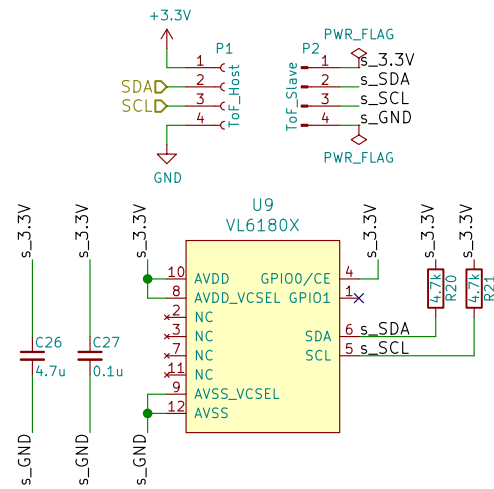 +3.3V
P1
1
2
3
4
SDA
SCL
ToF_Host
GND
PWR_FLAG
P2
1 s_3.3V
2 s_SDA
3 s_SCL
4 s_GND
ToF_Slave
PWR_FLAG
U9
VL6180X
s_3.3V
s_3.3V
s_3.3V
s_3.3V
s_3.3V
s_3.3V
10 AVDD
8 AVDD_VCSEL
2 NC
3 NC
7 NC
11 NC
9 AVSS_VCSEL
12 AVSS
GPIO0/CE 4
GPIO1 1
SDA 6 s_SDA
SCL 5 s_SCL
4.7k
R20
4.7k
R21
C26
4.7u
C27
0.1u
s_GND
s_GND
s_GND